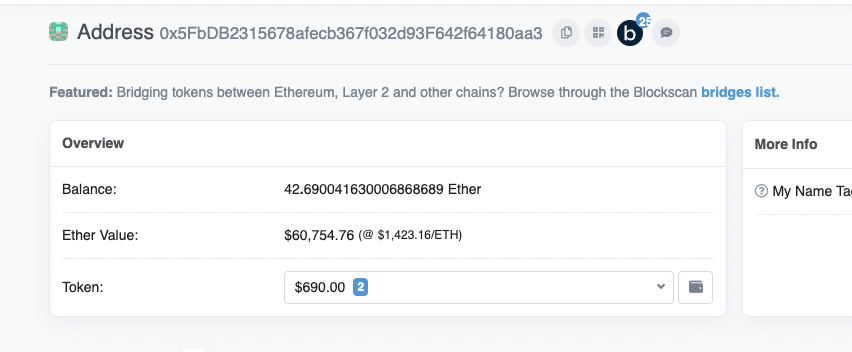 Address 0x5FbDB2315678afecb367f032d93F642f64180aa3 b 25
Featured: Bridging tokens between Ethereum, Layer 2 and other chains? Browse through the Blockscan bridges list.
Overview
Balance: 42.690041630006868689 Ether
Ether Value: $60,754.76 (@ $1,423.16/ETH)
Token: $690.00 2
More Info
My Name Ta